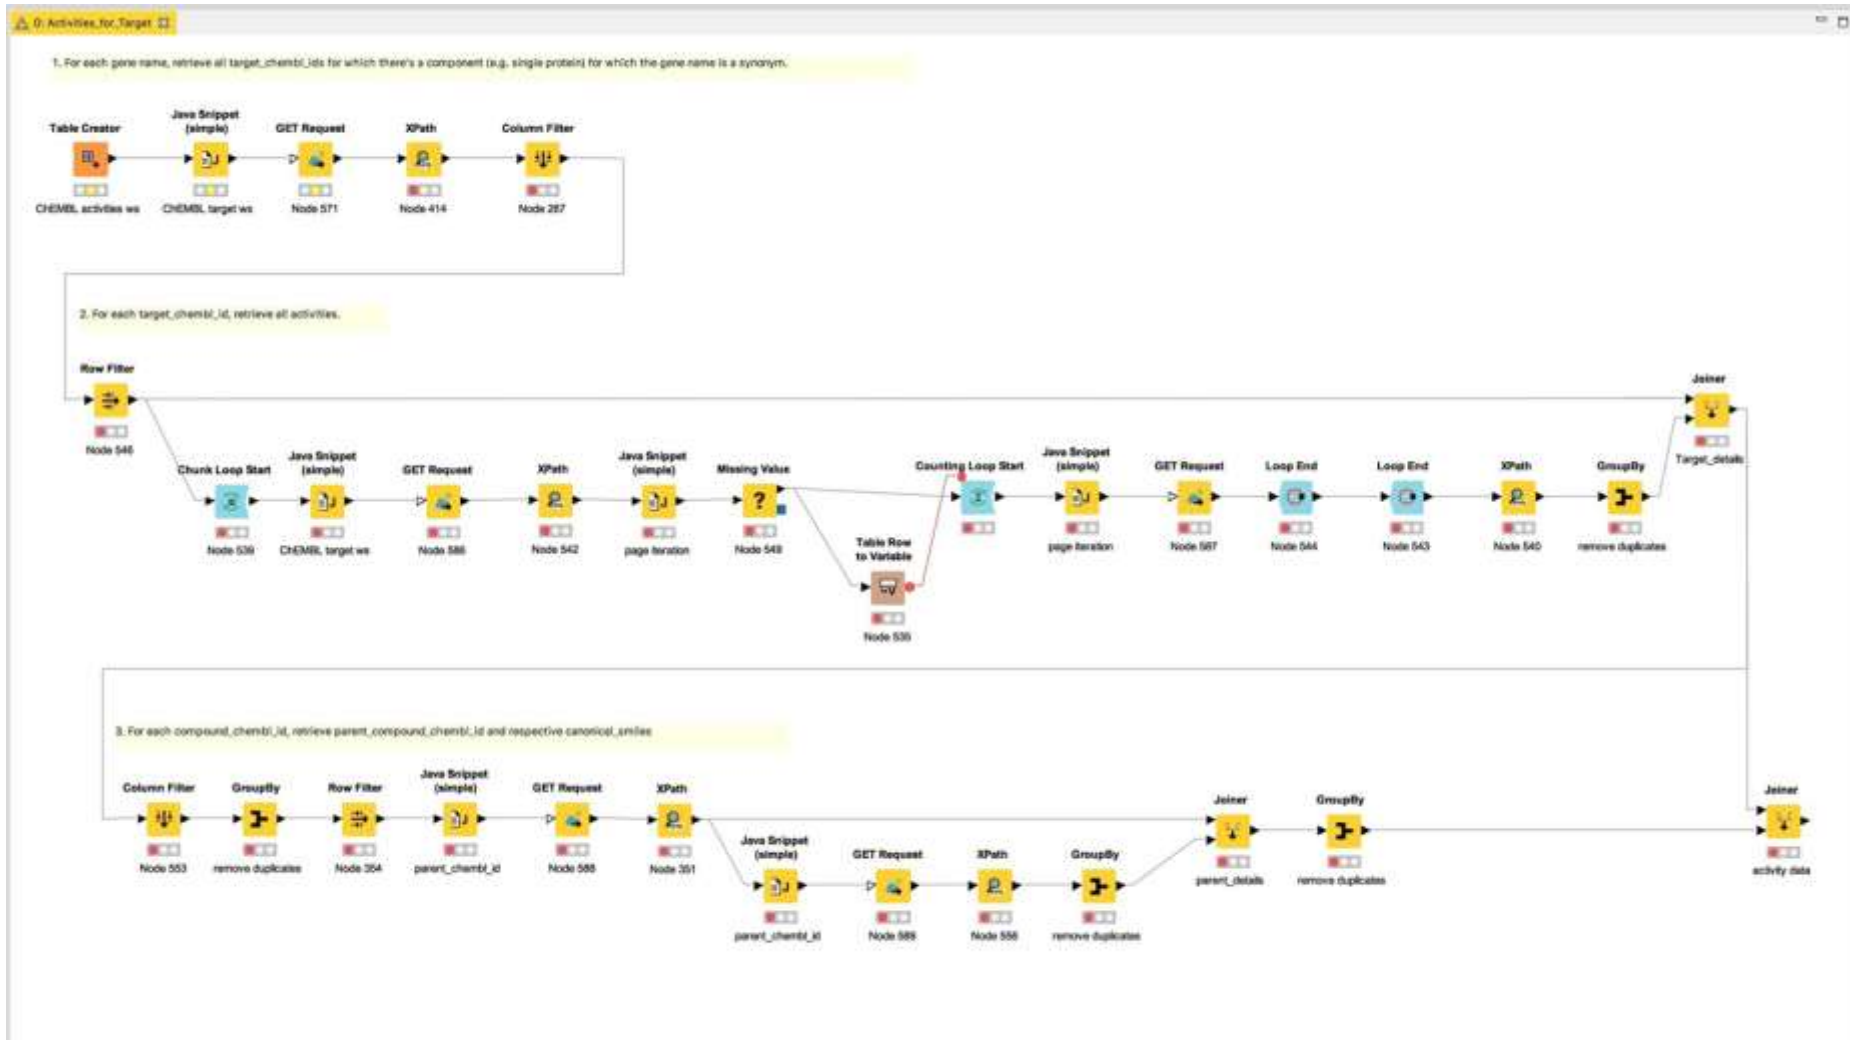 0: Activities_for_Target
1. For each gene name, retrieve all target_chembl_ids for which there's a component (e.g. single protein) for which the gene name is a synonym.
Table Creator
ChEMBL activities ws
Java Snippet
(simple)
ChEMBL target ws
GET Request
Node 571
XPath
Node 414
Column Filter
Node 287
2. For each target_chembl_id, retrieve all activities.
Row Filter
Node 546
Chunk Loop Start
Node 539
Java Snippet
(simple)
ChEMBL target ws
GET Request
Node 586
XPath
Node 542
Java Snippet
(simple)
page iteration
Missing Value
Node 549
Table Row
to Variable
Node 535
Counting Loop Start
Java Snippet
(simple)
page iteration
GET Request
Node 587
Loop End
Node 544
Loop End
Node 543
XPath
Node 540
GroupBy
remove duplicates
Joiner
Target_details
3. For each compound_chembl_id, retrieve parent_compound_chembl_id and respective canonical_smiles
Column Filter
Node 553
GroupBy
remove duplicates
Row Filter
Node 354
Java Snippet
(simple)
parent_chembl_id
GET Request
Node 588
XPath
Node 351
Java Snippet
(simple)
parent_chembl_id
GET Request
Node 589
XPath
Node 556
GroupBy
remove duplicates
Joiner
parent_details
GroupBy
remove duplicates
Joiner
activity data